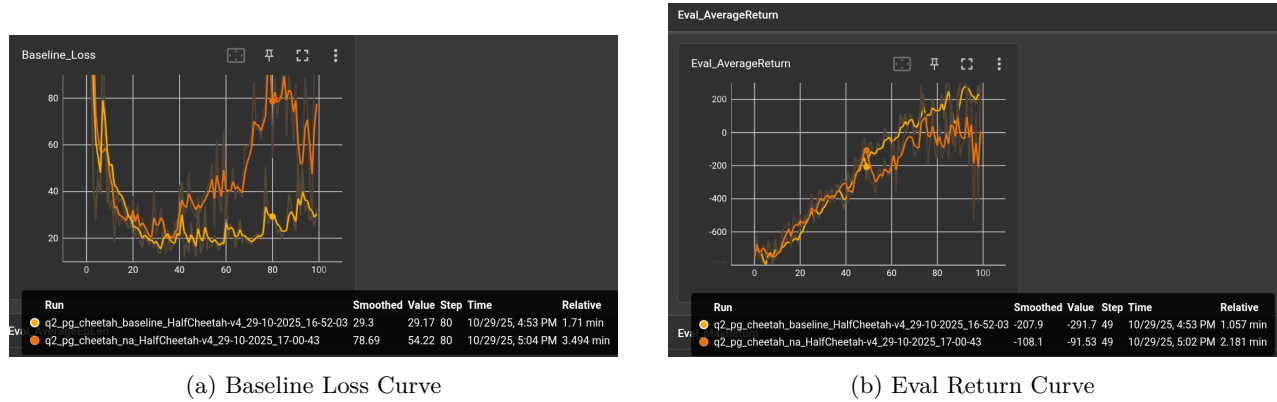 Baseline_Loss
80
60
40
20
0 20 40 60 80 100
Run Smoothed Value Step Time Relative
q2_pg_cheetah_baseline_HalfCheetah-v4_29-10-2025_16-52-03 29.3 29.17 80 10/29/25, 4:53 PM 1.71 min
q2_pg_cheetah_na_HalfCheetah-v4_29-10-2025_17-00-43 78.69 54.22 80 10/29/25, 5:04 PM 3.494 min
(a) Baseline Loss Curve
Eval_AverageReturn
Eval_AverageReturn
200
0
-200
-400
-600
0 20 40 60 80 100
Run Smoothed Value Step Time Relative
q2_pg_cheetah_baseline_HalfCheetah-v4_29-10-2025_16-52-03 -207.9 -291.7 49 10/29/25, 4:53 PM 1.057 min
q2_pg_cheetah_na_HalfCheetah-v4_29-10-2025_17-00-43 -108.1 -91.53 49 10/29/25, 5:02 PM 2.181 min
(b) Eval Return Curve